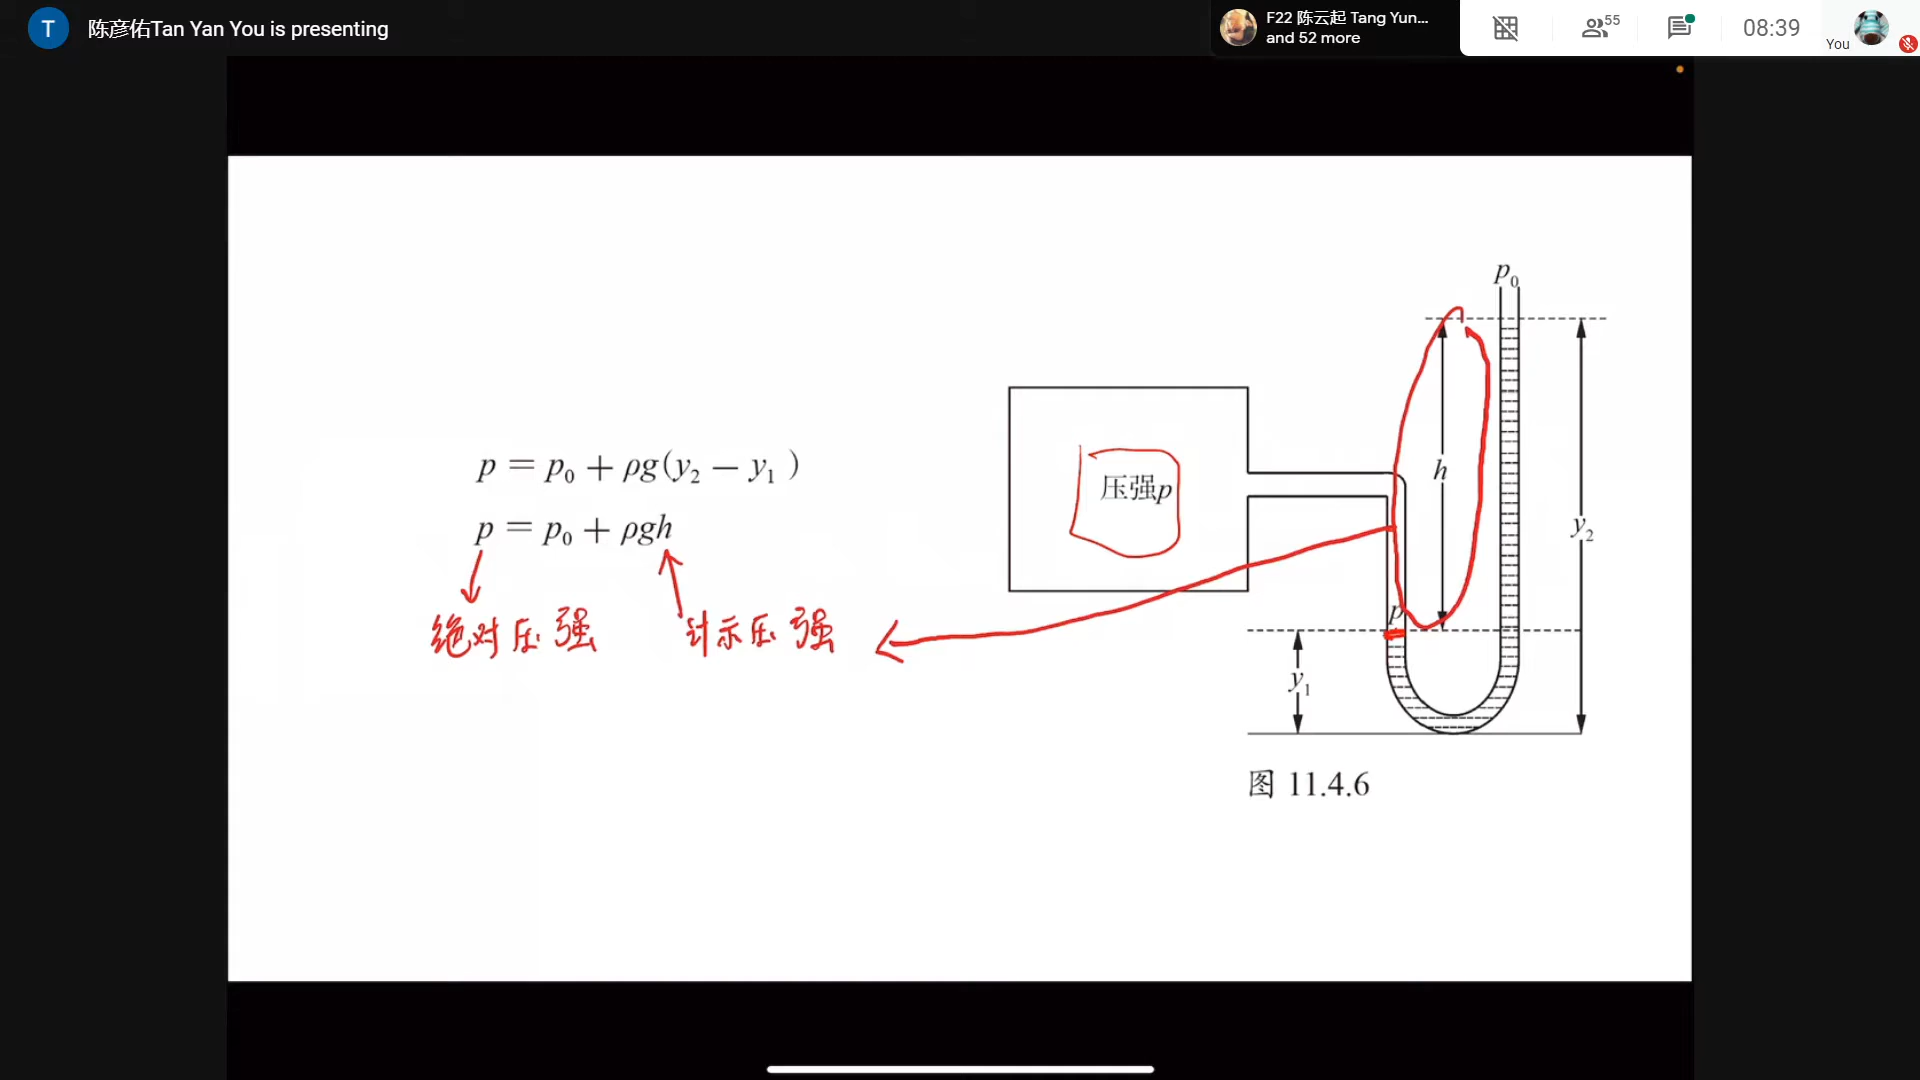 T
陈彦佑Tan Yan You is presenting
F22 陈云起 Tang Yun...
and 52 more
55
08:39
You
p₀
p = p₀ + ρg(y₂ − y₁ )
压强p
h
p = p₀ + ρgh
y₂
绝对压强
计示压强
p
y₁
图 11.4.6